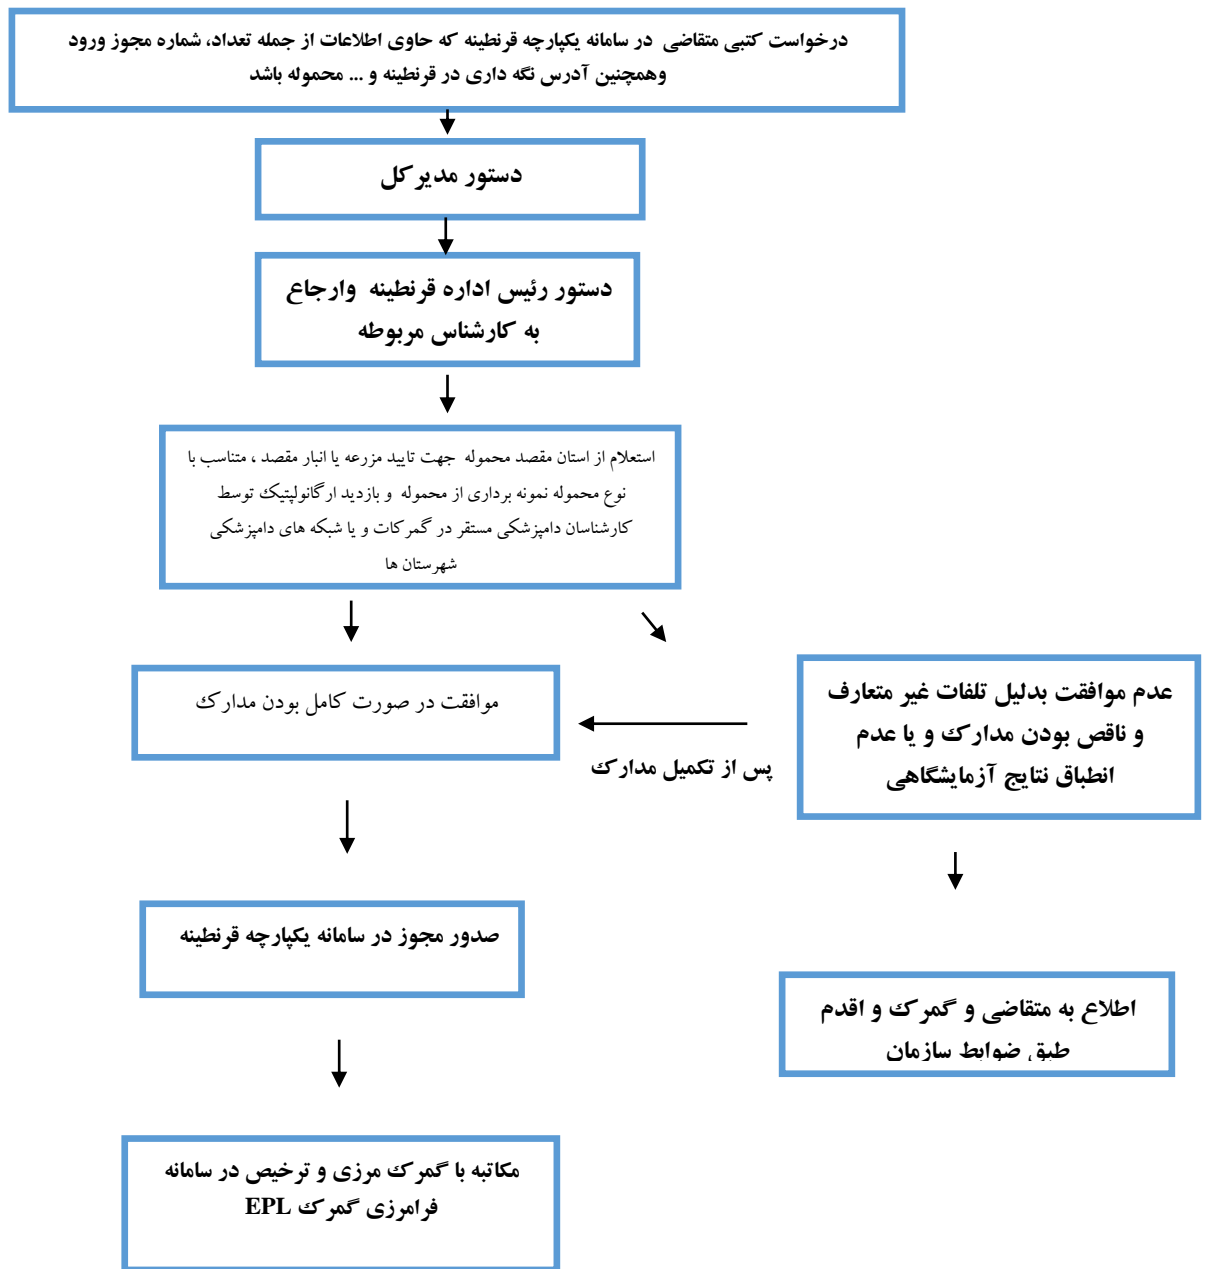 درخواست کتبی متقاضی در سامانه یکپارچه قرنطینه که حاوی اطلاعات از جمله تعداد، شماره مجوز ورود
وهمچنین آدرس نگه داری در قرنطینه و ... محموله باشد
دستور مدیرکل
دستور رئیس اداره قرنطینه وارجاع
به کارشناس مربوطه
استعلام از استان مقصد محموله جهت تایید مزرعه یا انبار مقصد ، متناسب با
نوع محموله نمونه برداری از محموله و بازدید ارگانولپتیک توسط
کارشناسان دامپزشکی مستقر در گمرکات و یا شبکه های دامپزشکی
شهرستان ها
موافقت در صورت کامل بودن مدارک
عدم موافقت بدلیل تلفات غیر متعارف
و ناقص بودن مدارک و یا عدم
انطباق نتایج آزمایشگاهی
پس از تکمیل مدارک
صدور مجوز در سامانه یکپارچه قرنطینه
اطلاع به متقاضی و گمرک و اقدم
طبق ضوابط سازمان
مکاتبه با گمرک مرزی و ترخیص در سامانه
فرامرزی گمرک EPL